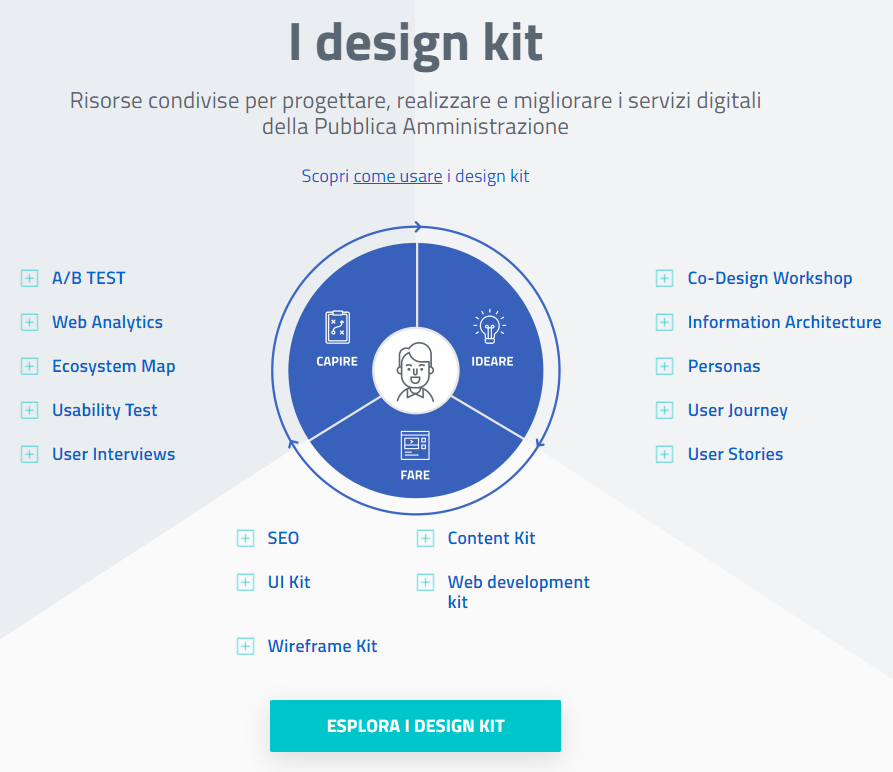 I design kit
Risorse condivise per progettare, realizzare e migliorare i servizi digitali
della Pubblica Amministrazione
Scopri come usare i design kit
A/B TEST
Web Analytics
Ecosystem Map
Usability Test
User Interviews
CAPIRE
IDEARE
FARE
Co-Design Workshop
Information Architecture
Personas
User Journey
User Stories
SEO
UI Kit
Wireframe Kit
Content Kit
Web development
kit
ESPLORA I DESIGN KIT